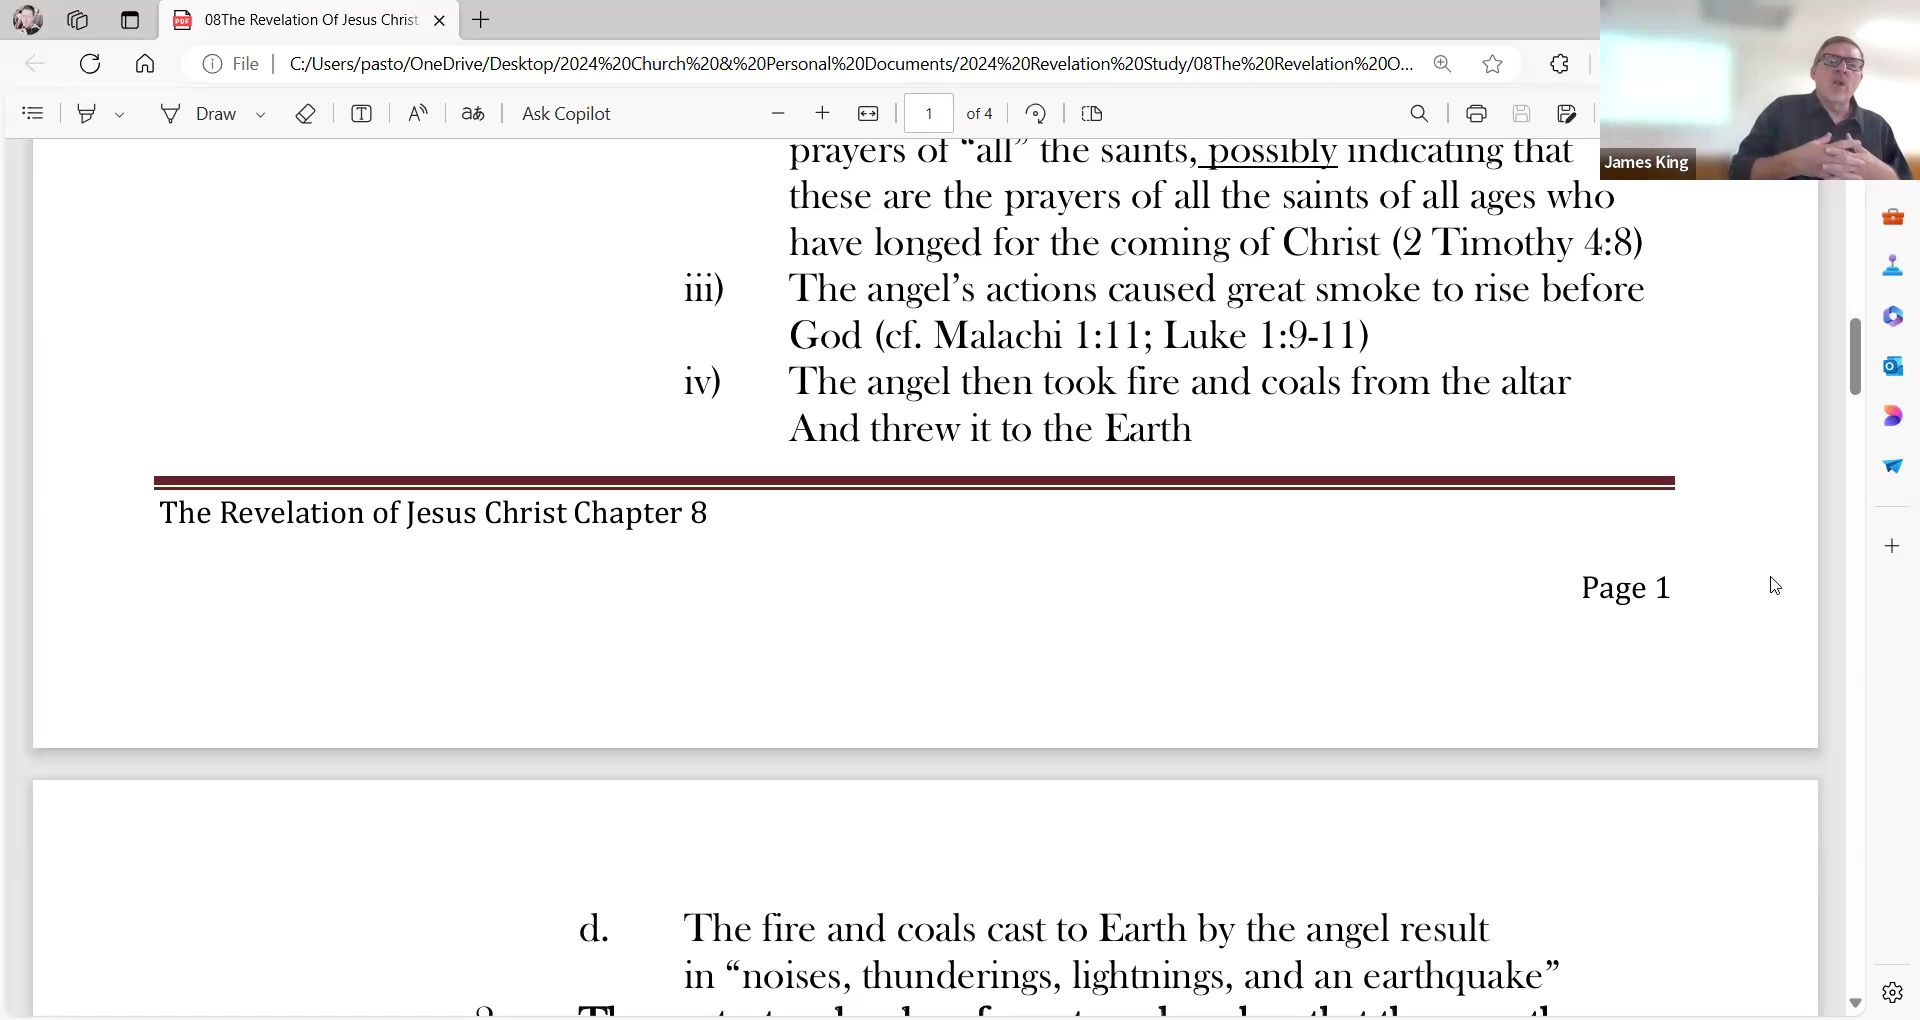 08The Revelation Of Jesus Christ
File
C:/Users/pasto/OneDrive/Desktop/2024%20Church%20&%20Personal%20Documents/2024%20Revelation%20Study/08The%20Revelation%20O...
Draw
aあ
Ask Copilot
1
of 4
James King
prayers of “all” the saints, possibly indicating that
these are the prayers of all the saints of all ages who
have longed for the coming of Christ (2 Timothy 4:8)
iii) The angel’s actions caused great smoke to rise before
God (cf. Malachi 1:11; Luke 1:9-11)
iv) The angel then took fire and coals from the altar
And threw it to the Earth
The Revelation of Jesus Christ Chapter 8
Page 1
d. The fire and coals cast to Earth by the angel result
in “noises, thunderings, lightnings, and an earthquake”